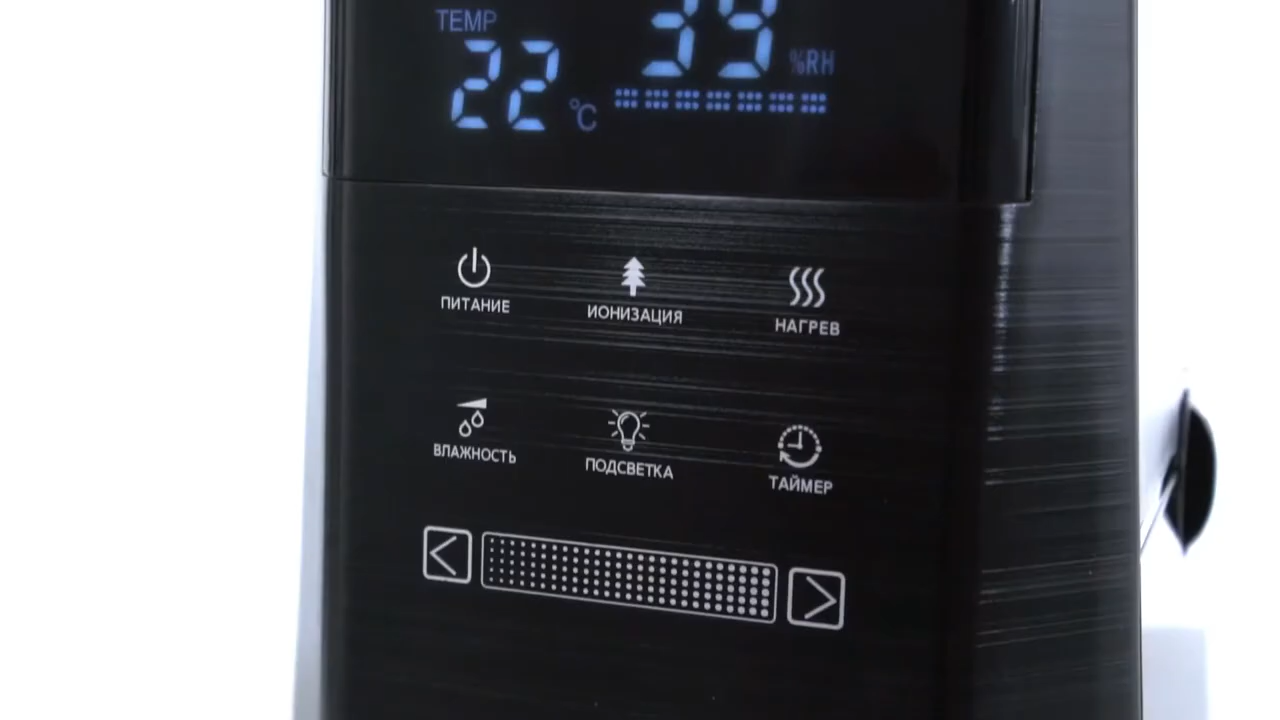 TEMP
22 °C
39 %RH
ПИТАНИЕ
ИОНИЗАЦИЯ
НАГРЕВ
ВЛАЖНОСТЬ
ПОДСВЕТКА
ТАЙМЕР